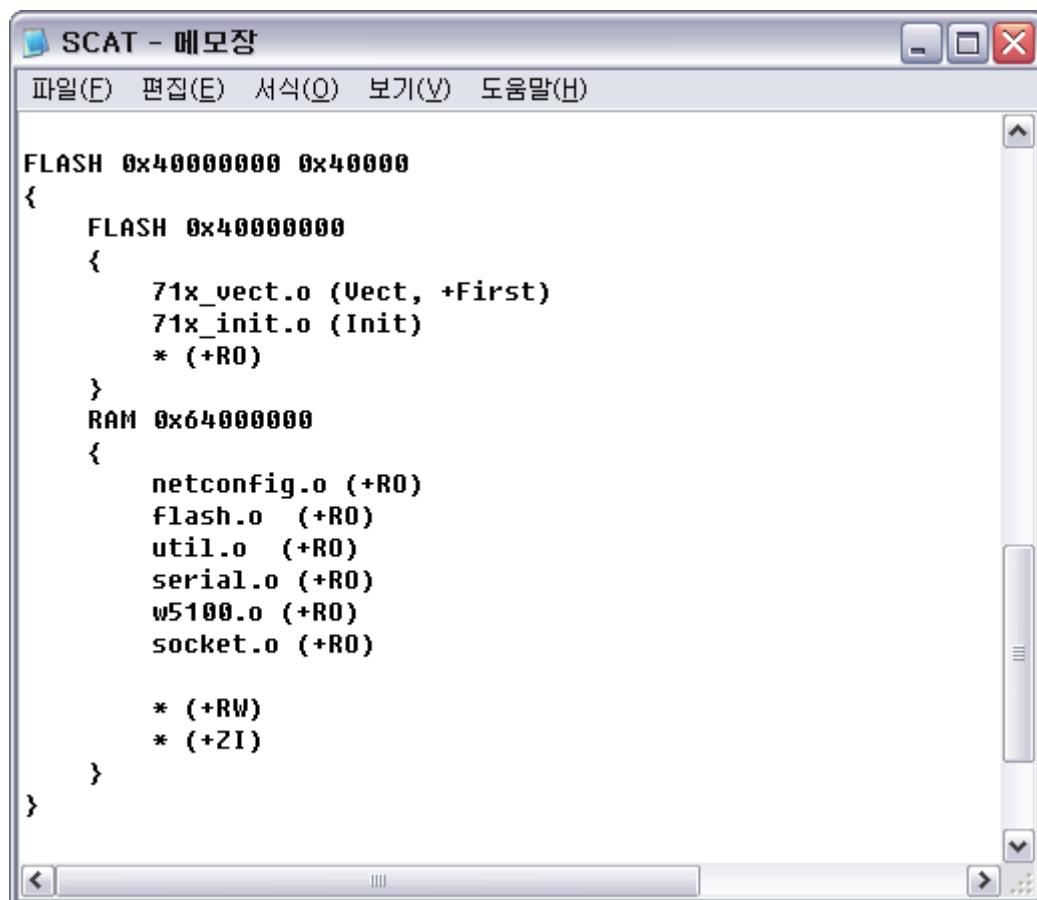 SCAT - 메모장
파일(F) 편집(E) 서식(O) 보기(V) 도움말(H)
FLASH 0x40000000 0x40000
{
    FLASH 0x40000000
    {
        71x_vect.o (Vect, +First)
        71x_init.o (Init)
        * (+RO)
    }
    RAM 0x64000000
    {
        netconfig.o (+RO)
        flash.o  (+RO)
        util.o  (+RO)
        serial.o (+RO)
        w5100.o (+RO)
        socket.o (+RO)

        * (+RW)
        * (+ZI)
    }
}